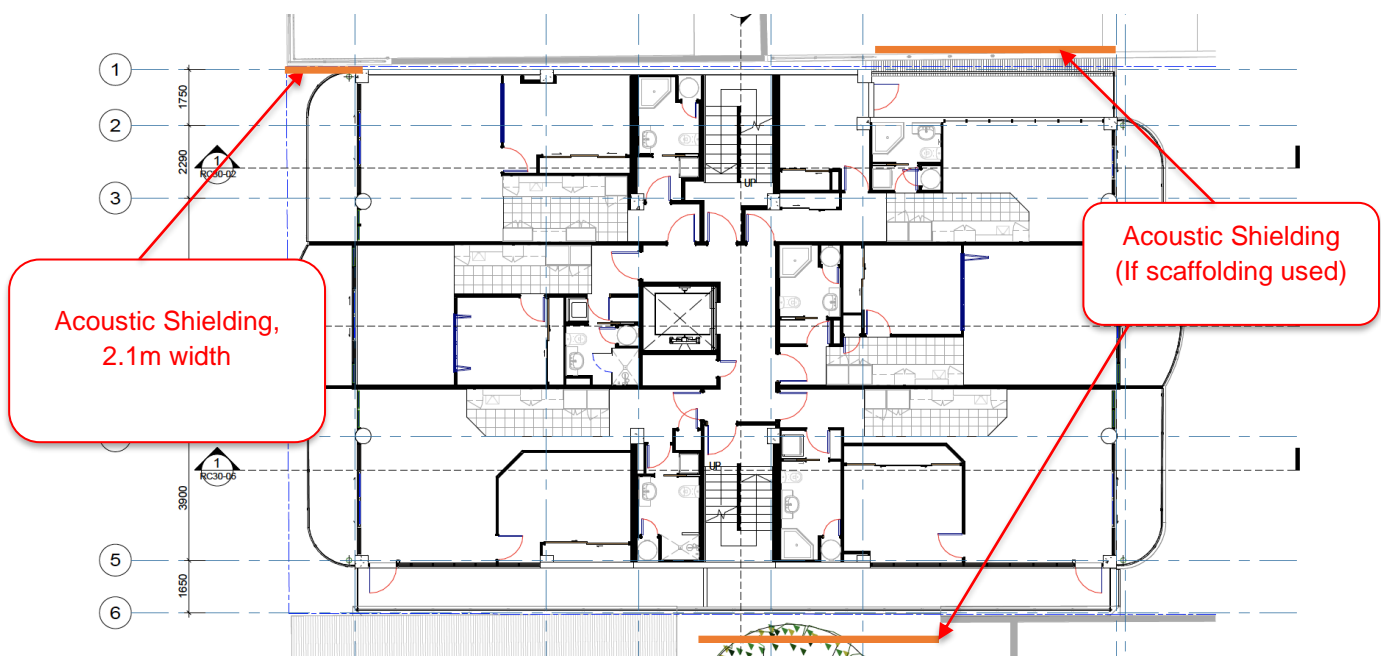 1
1750
2
2290
1
RC30-02
3
UP
Acoustic Shielding
(If scaffolding used)
Acoustic Shielding,
2.1m width
1
RC30-05
UP
3900
5
1650
6